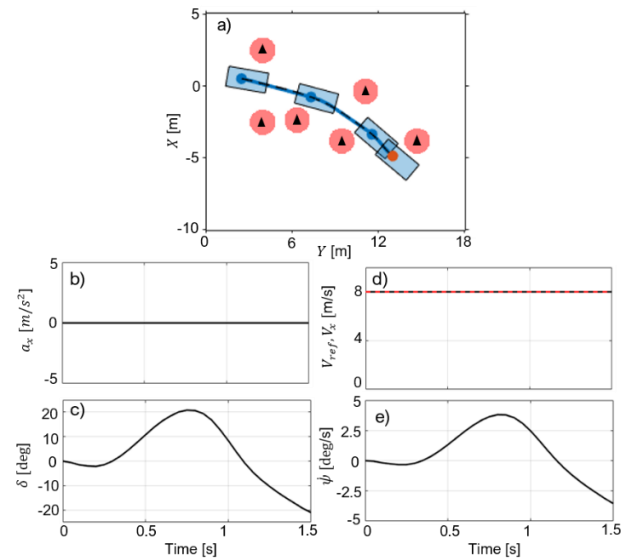 a)
5
0
-5
-10
X [m]
0 6 12 18
Y [m]
b)
5
0
-5
a_x [m/s²]
d)
8
4
0
V_ref, V_x [m/s]
c)
20
10
0
-10
-20
δ [deg]
0 0.5 1 1.5
Time [s]
e)
5
2.5
0
-2.5
-5
ψ̇ [deg/s]
0 0.5 1 1.5
Time [s]